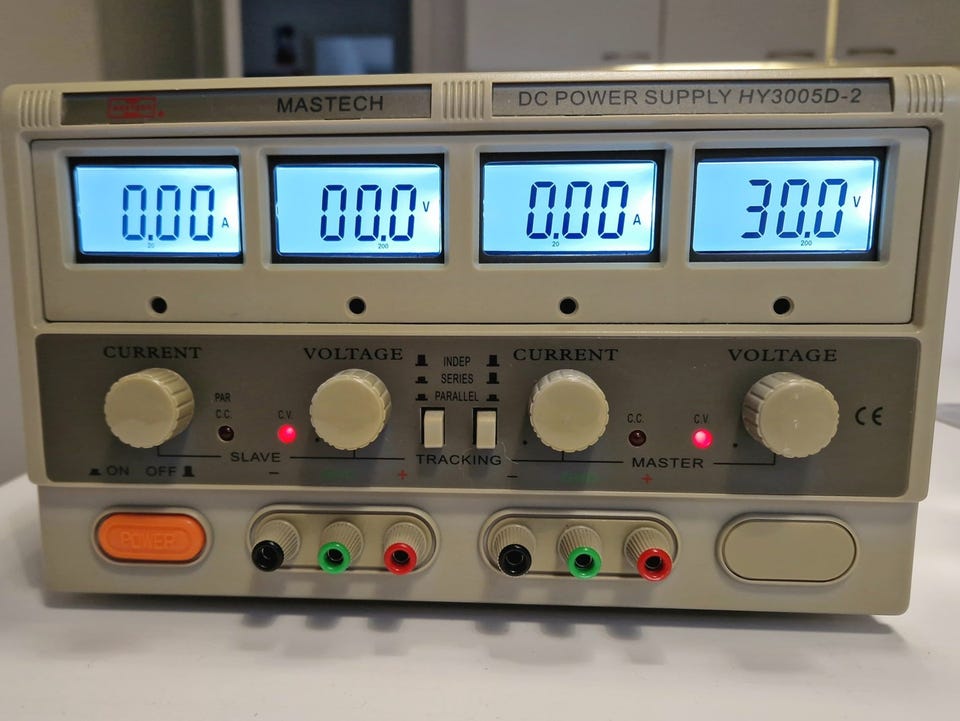 MASTECH
MASTECH
DC POWER SUPPLY HY3005D-2
0.00 A
20
00.0 V
200
0.00 A
20
30.0 V
200
CURRENT
VOLTAGE
INDEP
SERIES
PARALLEL
CURRENT
VOLTAGE
PAR
C.C.
C.V.
C.C.
C.V.
CE
SLAVE
TRACKING
MASTER
ON OFF
− +
− +
POWER